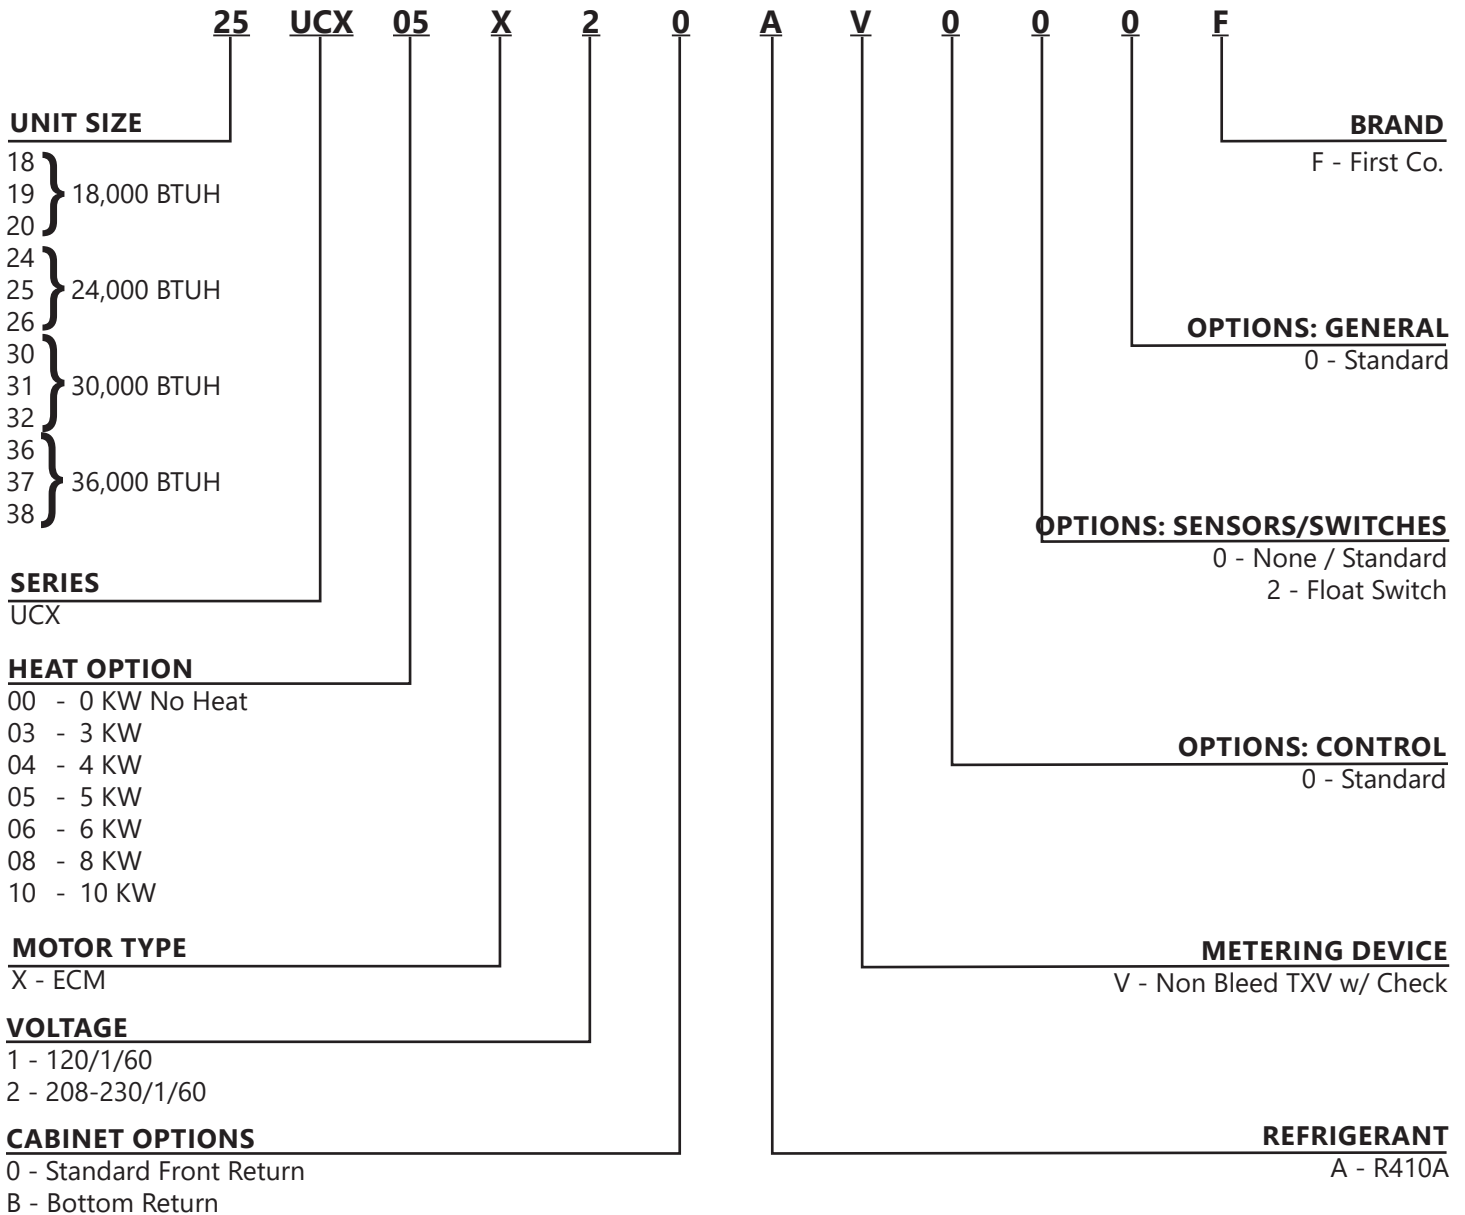 25 UCX 05 X 2 0 A V 0 0 0 F
UNIT SIZE
18
19
20
18,000 BTUH
24
25
26
24,000 BTUH
30
31
32
30,000 BTUH
36
37
38
36,000 BTUH
SERIES
UCX
HEAT OPTION
00 - 0 KW No Heat
03 - 3 KW
04 - 4 KW
05 - 5 KW
06 - 6 KW
08 - 8 KW
10 - 10 KW
MOTOR TYPE
X - ECM
VOLTAGE
1 - 120/1/60
2 - 208-230/1/60
CABINET OPTIONS
0 - Standard Front Return
B - Bottom Return
BRAND
F - First Co.
OPTIONS: GENERAL
0 - Standard
OPTIONS: SENSORS/SWITCHES
0 - None / Standard
2 - Float Switch
OPTIONS: CONTROL
0 - Standard
METERING DEVICE
V - Non Bleed TXV w/ Check
REFRIGERANT
A - R410A